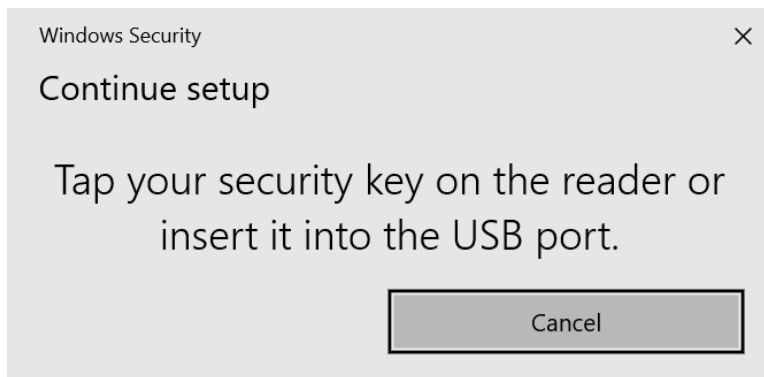 Windows Security
Continue setup
Tap your security key on the reader or
insert it into the USB port.
Cancel